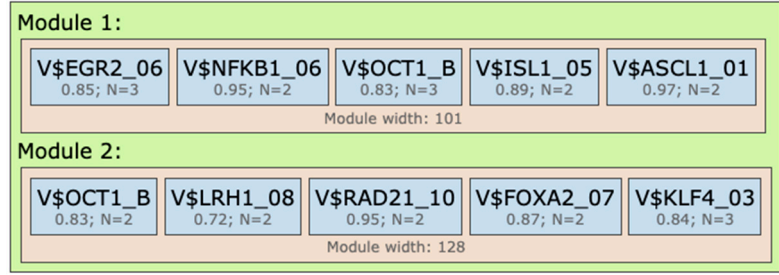 Module 1:
V$EGR2_06 V$NFKB1_06 V$OCT1_B V$ISL1_05 V$ASCL1_01
0.85; N=3 0.95; N=2 0.83; N=3 0.89; N=2 0.97; N=2
Module width: 101
Module 2:
V$OCT1_B V$LRH1_08 V$RAD21_10 V$FOXA2_07 V$KLF4_03
0.83; N=2 0.72; N=2 0.95; N=2 0.87; N=2 0.84; N=3
Module width: 128